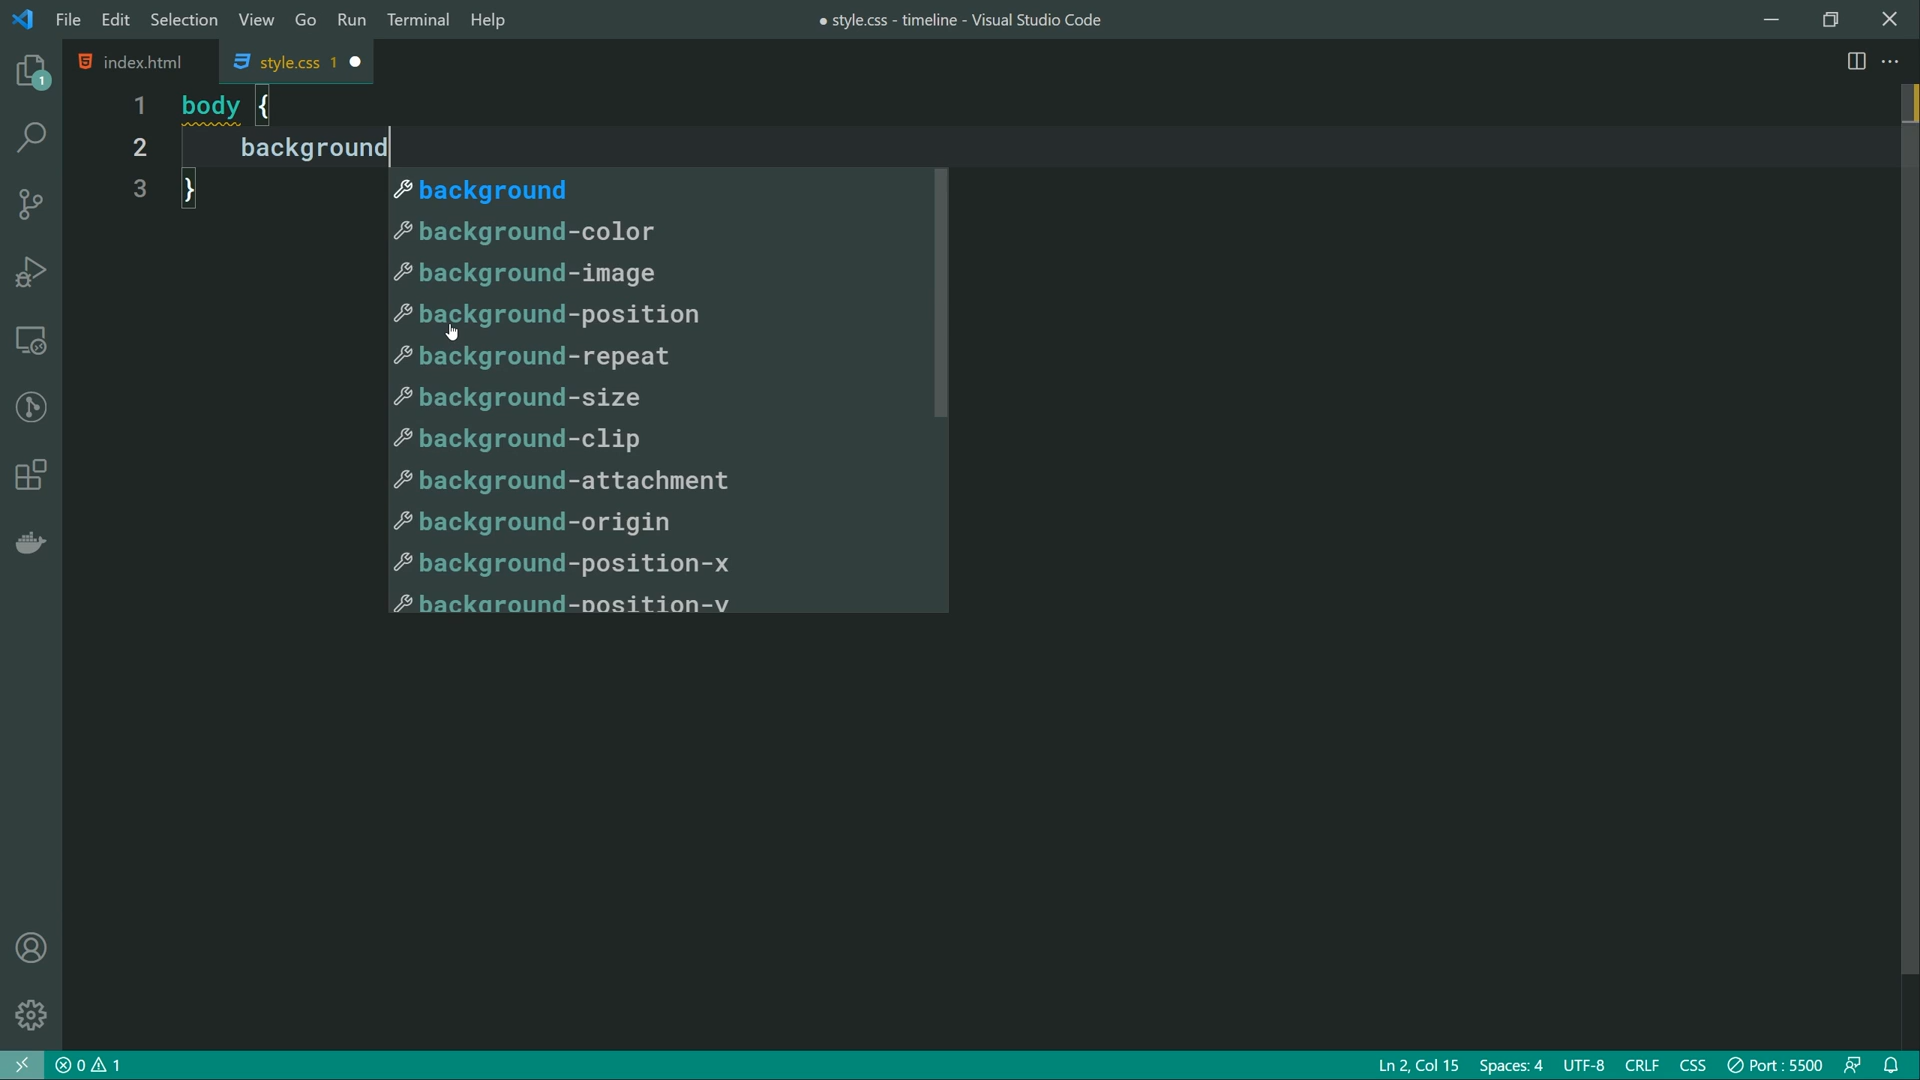 File Edit Selection View Go Run Terminal Help
● style.css - timeline - Visual Studio Code
index.html
style.css 1 ●
1
1 body {
2 background
3 }
background
background-color
background-image
background-position
background-repeat
background-size
background-clip
background-attachment
background-origin
background-position-x
background-position-y
0 1
Ln 2, Col 15 Spaces: 4 UTF-8 CRLF CSS Port : 5500